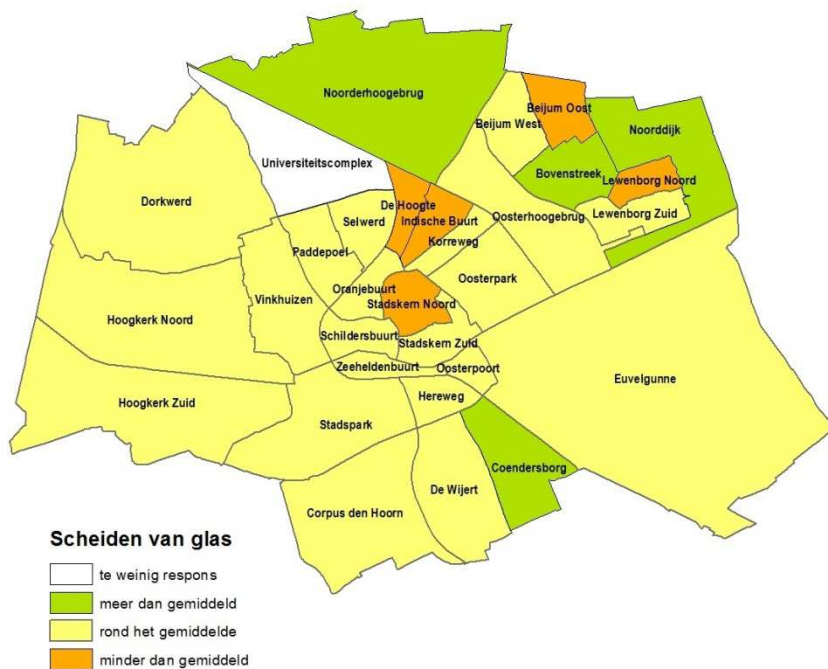 Noorderhoogebrug
Beijum Oost
Beijum West
Noorddijk
Universiteitscomplex
Bovenstreek
Lewenborg Noord
Dorkwerd
De Hoogte
Selwerd
Indische Buurt
Oosterhoogebrug
Lewenborg Zuid
Korreweg
Paddepoel
Oosterpark
Oranjebuurt
Vinkhuizen
Stadskern Noord
Hoogkerk Noord
Schildersbuurt
Stadskern Zuid
Zeeheldenbuurt
Oosterpoort
Euvelgunne
Hereweg
Hoogkerk Zuid
Stadspark
Coendersborg
De Wijert
Corpus den Hoorn
Scheiden van glas
te weinig respons
meer dan gemiddeld
rond het gemiddelde
minder dan gemiddeld